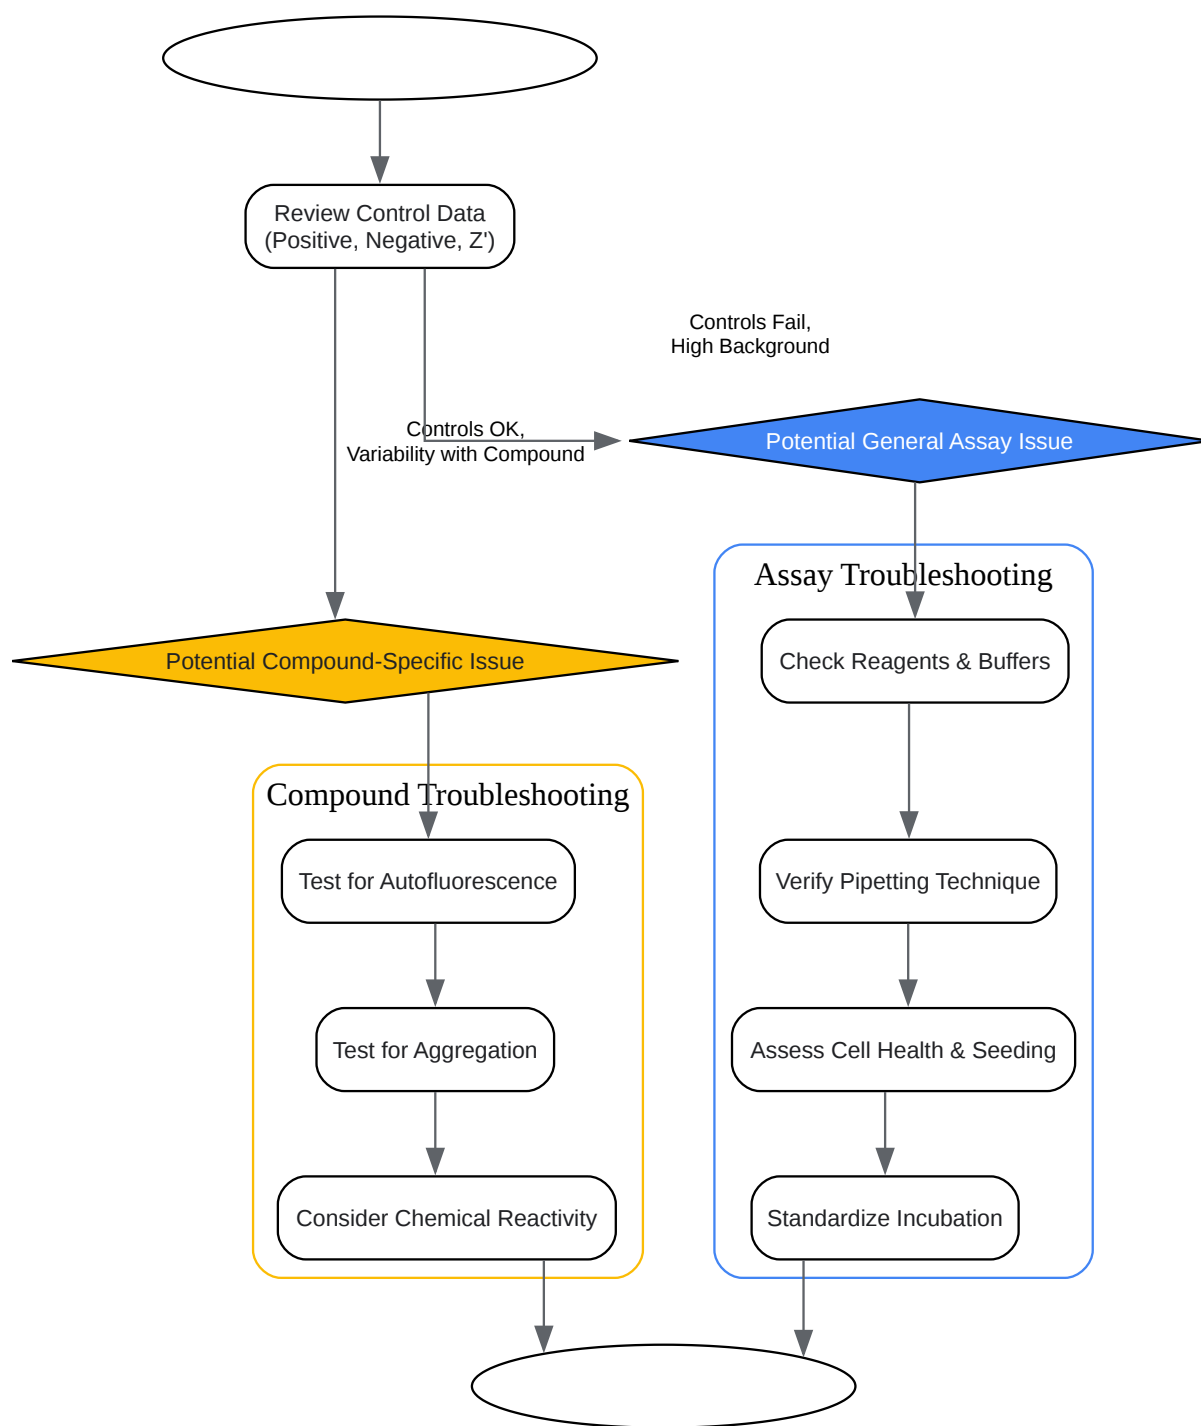 Review Control Data
(Positive, Negative, Z')
Controls Fail,
High Background
Controls OK,
Variability with Compound
Potential General Assay Issue
Assay Troubleshooting
Check Reagents & Buffers
Potential Compound-Specific Issue
Compound Troubleshooting
Test for Autofluorescence
Verify Pipetting Technique
Test for Aggregation
Assess Cell Health & Seeding
Consider Chemical Reactivity
Standardize Incubation